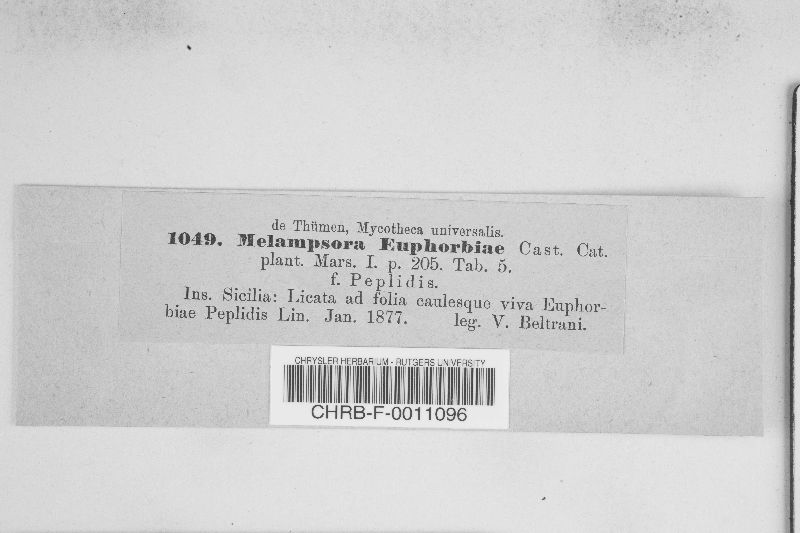 de Thümen, Mycotheca universalis.
1049. Melampsora Euphorbiae Cast. Cat.
plant. Mars. I. p. 205. Tab. 5.
f. Peplidis.
Ins. Sicilia: Licata ad folia caulesque viva Euphor-
biae Peplidis Lin. Jan. 1877. leg. V. Beltrani.
CHRYSLER HERBARIUM - RUTGERS UNIVERSITY
CHRB-F-0011096